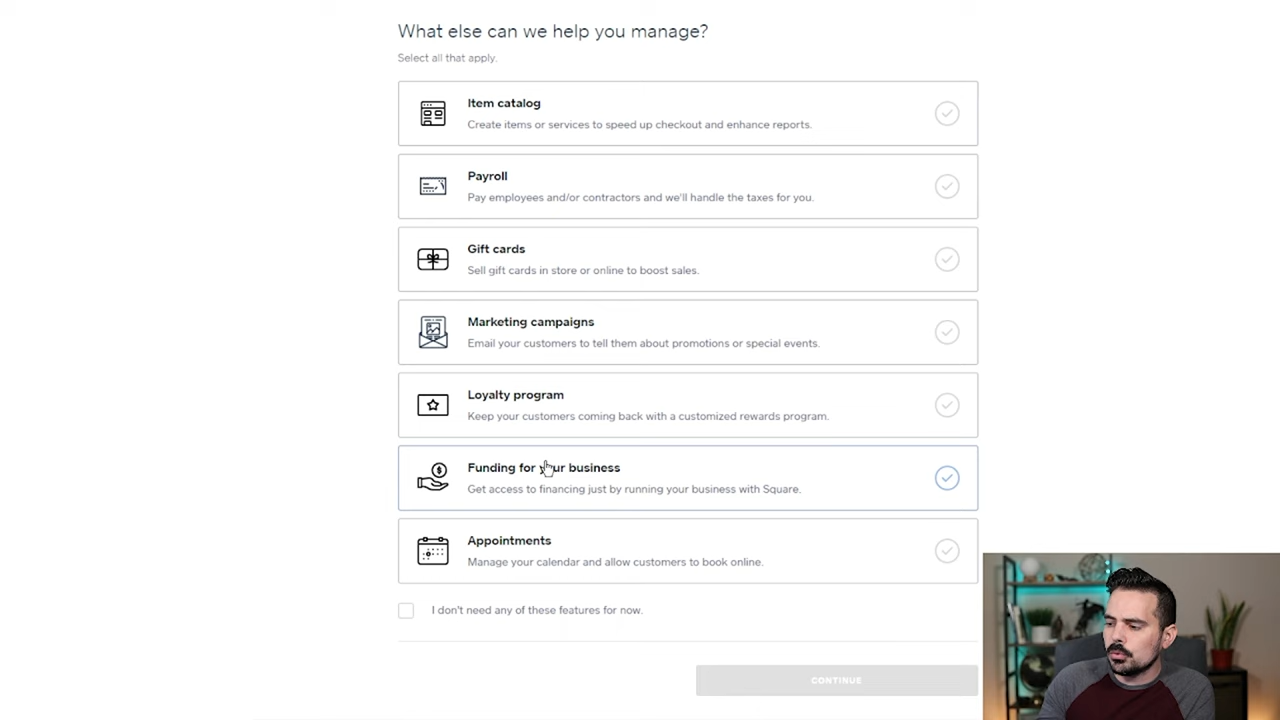 What else can we help you manage?
Select all that apply.
Item catalog
Create items or services to speed up checkout and enhance reports.
Payroll
Pay employees and/or contractors and we'll handle the taxes for you.
Gift cards
Sell gift cards in store or online to boost sales.
Marketing campaigns
Email your customers to tell them about promotions or special events.
Loyalty program
Keep your customers coming back with a customized rewards program.
Funding for your business
Get access to financing just by running your business with Square.
Appointments
Manage your calendar and allow customers to book online.
I don't need any of these features for now.
CONTINUE